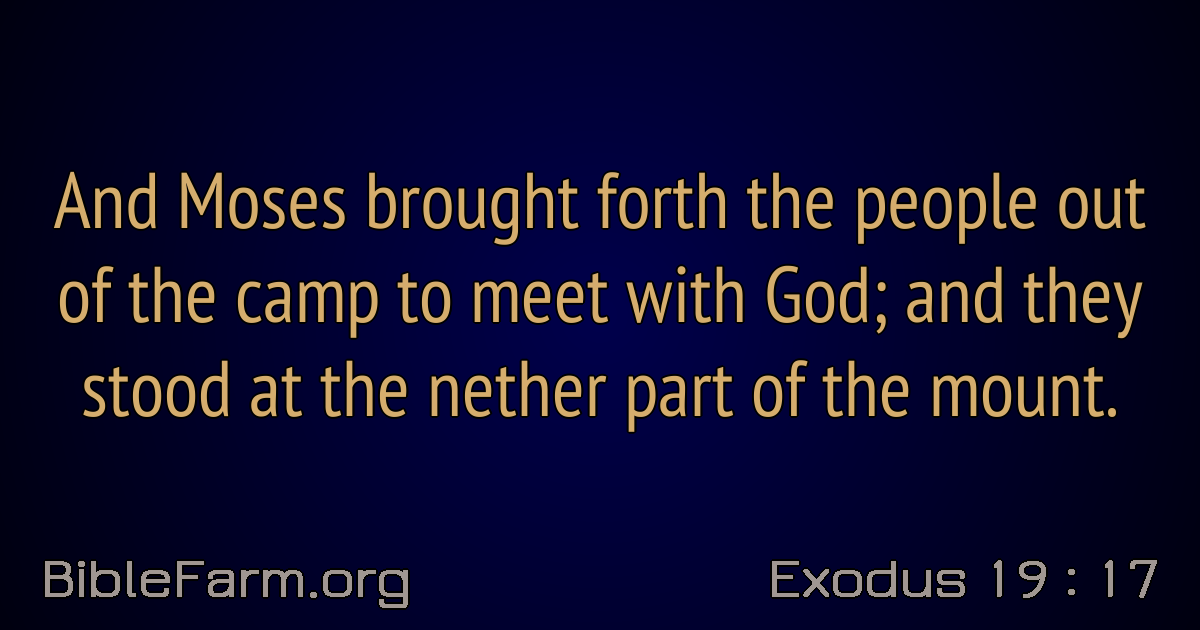 And Moses brought forth the people out
of the camp to meet with God; and they
stood at the nether part of the mount.
BibleFarm.org
Exodus 19 : 17